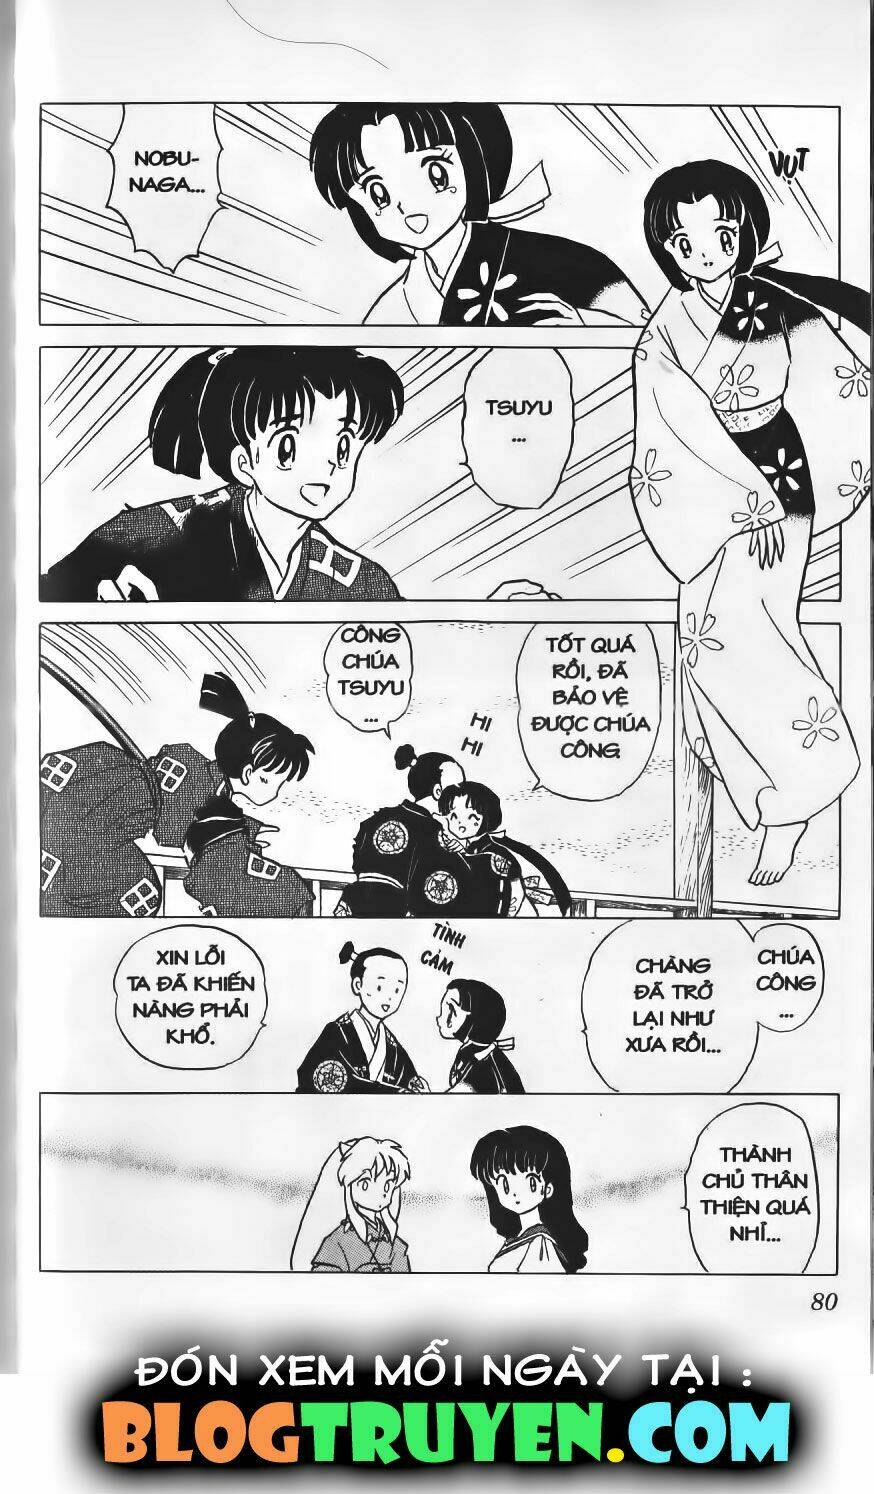 NOBU-
NAGA...
VỤT
TSUYU
...
CÔNG
CHÚA
TSUYU
...
HI
HI
TỐT QUÁ
RỒI, ĐÃ
BẢO VỆ
ĐƯỢC CHÚA
CÔNG.
XIN LỖI
TA ĐÃ KHIẾN
NÀNG PHẢI
KHỔ.
TÌNH
CẢM
CHÀNG
ĐÃ TRỞ
LẠI NHƯ
XƯA RỒI...
CHÚA
CÔNG
...
THÀNH
CHỦ THÂN
THIỆN QUÁ
NHỈ...
80
ĐÓN XEM MỖI NGÀY TẠI :
BLOGTRUYEN.COM